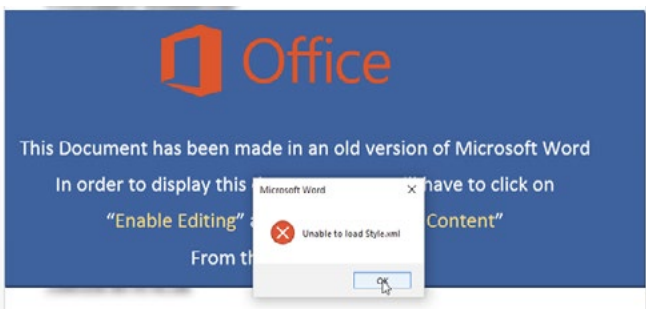 Office
This Document has been made in an old version of Microsoft Word
In order to display this have to click on
"Enable Editing" Content"
From
Microsoft Word
Unable to load Style.xml
OK